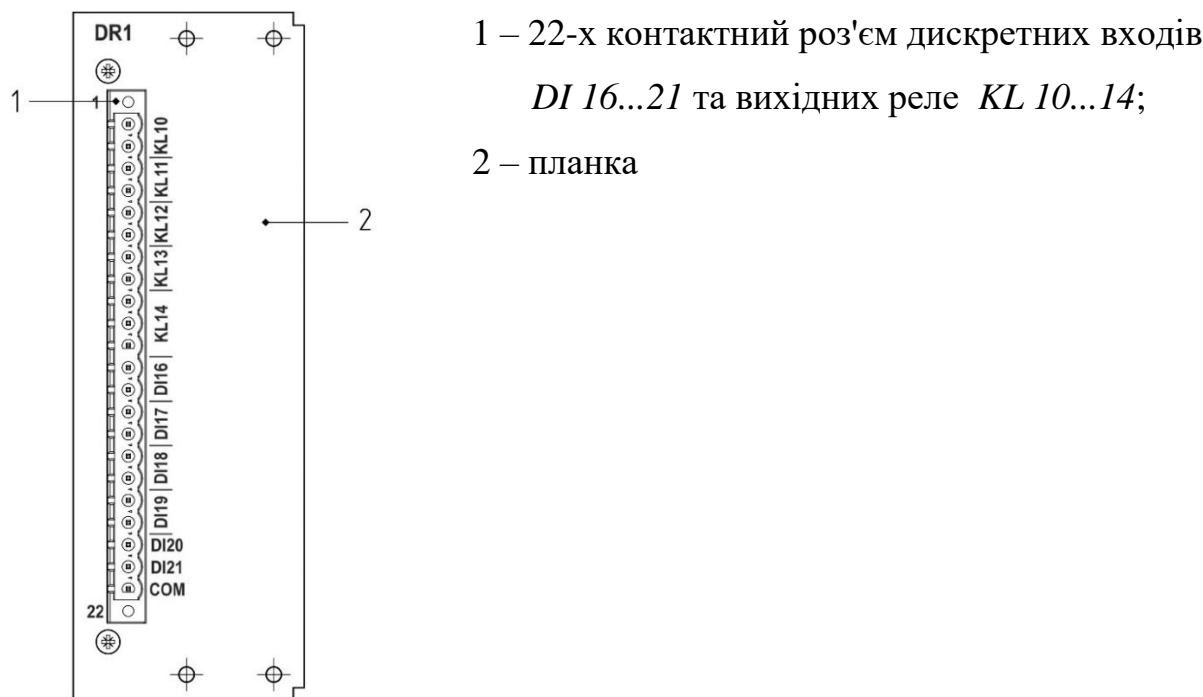 DR1
1
1
KL10
KL11
KL12
KL13
KL14
DI16
DI17
DI18
DI19
DI20
DI21
COM
22
2
1 – 22-х контактний роз'єм дискретних входів
DI 16...21 та вихідних реле KL 10...14;
2 – планка